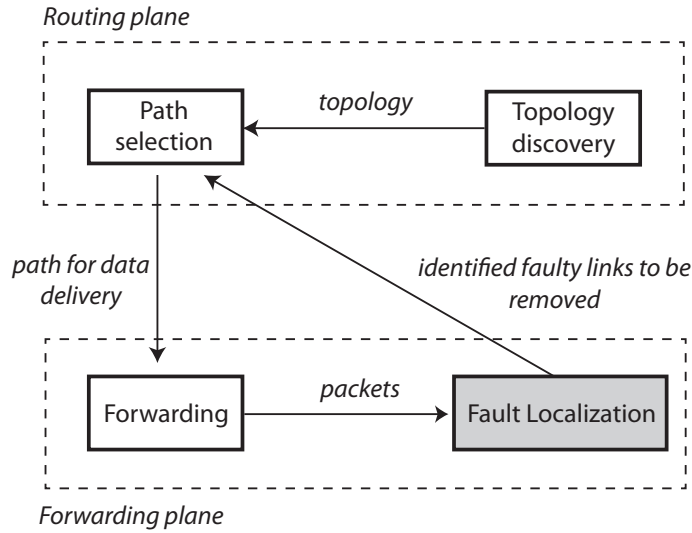 Routing plane
Path
selection
topology
Topology
discovery
path for data
delivery
identified faulty links to be
removed
Forwarding
packets
Fault Localization
Forwarding plane